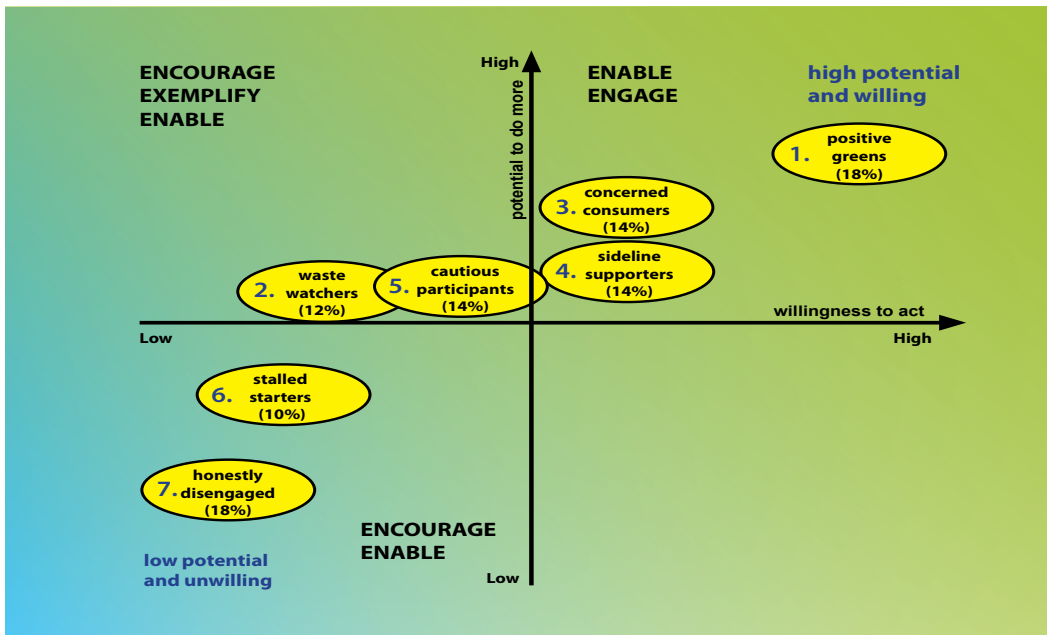 ENCOURAGE
EXEMPLIFY
ENABLE
High
potential to do more
ENABLE
ENGAGE
high potential
and willing
1. positive
greens
(18%)
3. concerned
consumers
(14%)
4. sideline
supporters
(14%)
2. waste
watchers
(12%)
5. cautious
participants
(14%)
willingness to act
Low
High
6. stalled
starters
(10%)
7. honestly
disengaged
(18%)
ENCOURAGE
ENABLE
low potential
and unwilling
Low